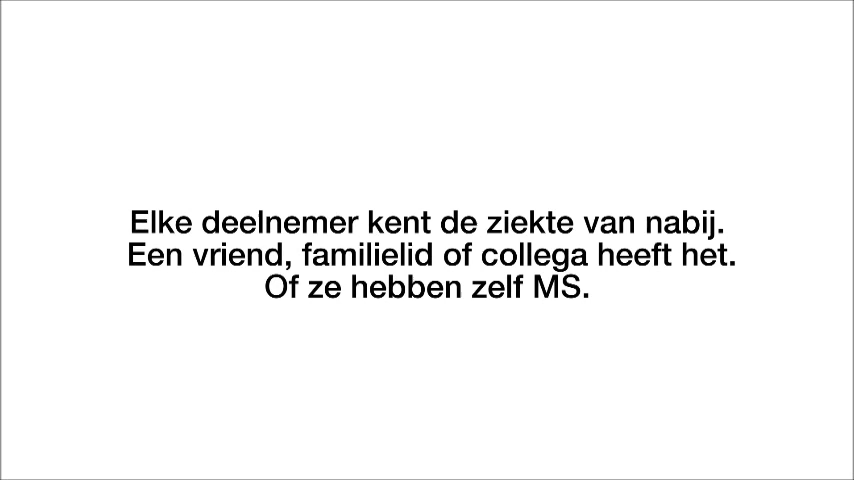 Elke deelnemer kent de ziekte van nabij.
Een vriend, familielid of collega heeft het.
Of ze hebben zelf MS.